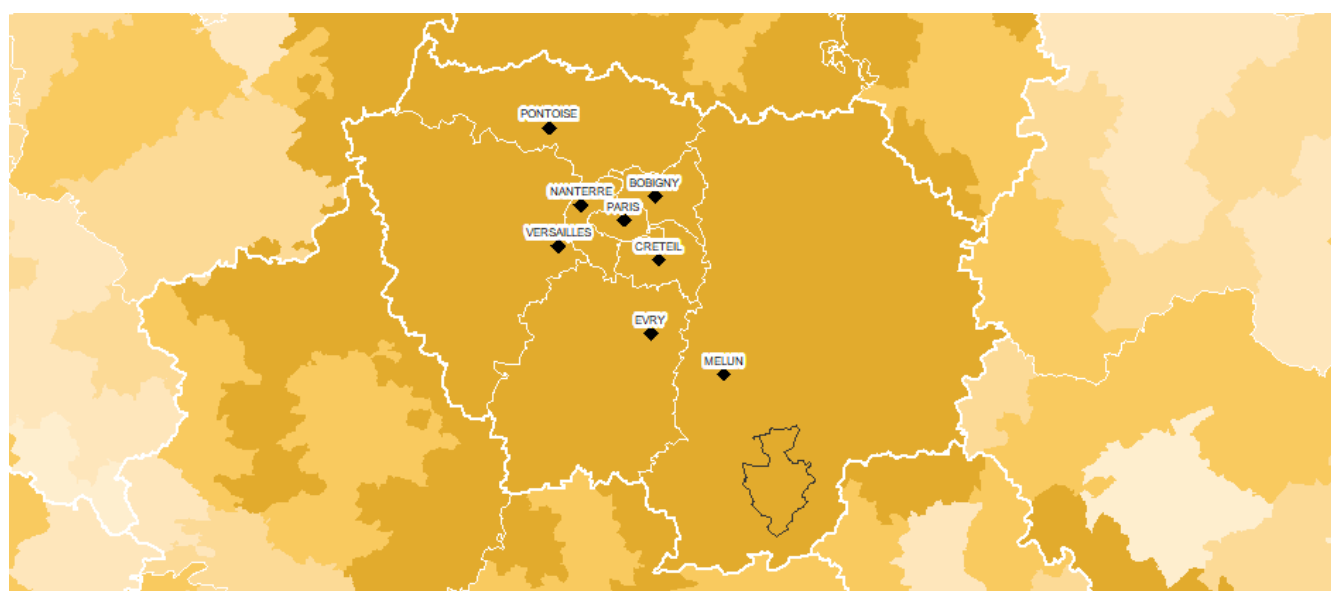 PONTOISE
BOBIGNY
NANTERRE
PARIS
VERSAILLES
CRETEIL
EVRY
MELUN